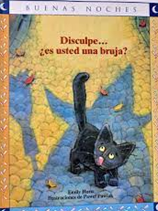 BUENAS NOCHES
Disculpe...
¿es usted una bruja?
Emily Horn
Ilustraciones de Pawel Pawlak